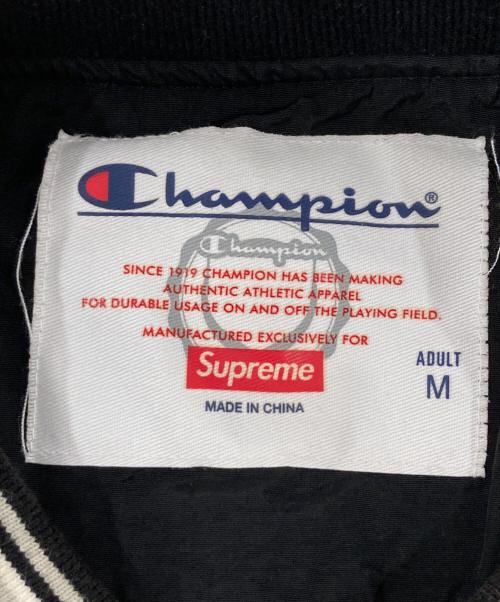 Champion®
Champion
SINCE 1919 CHAMPION HAS BEEN MAKING
AUTHENTIC ATHLETIC APPAREL
FOR DURABLE USAGE ON AND OFF THE PLAYING FIELD.
MANUFACTURED EXCLUSIVELY FOR
Supreme
MADE IN CHINA
ADULT
M